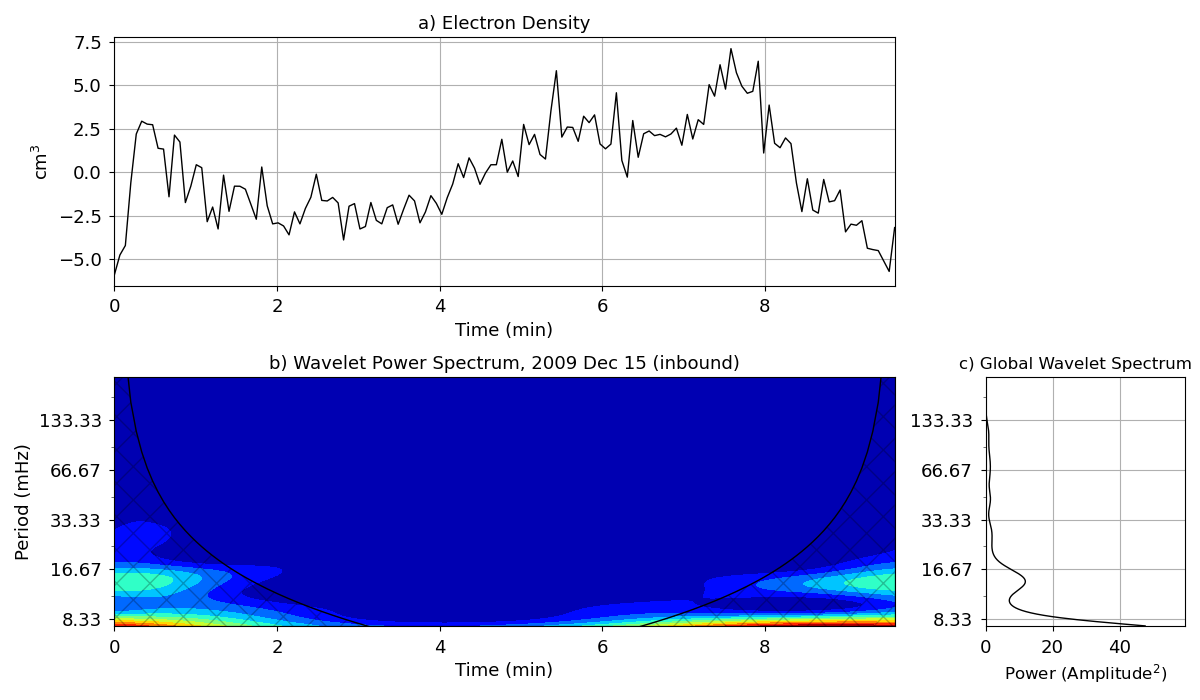 a) Electron Density
7.5
5.0
2.5
0.0
−2.5
−5.0
cm³
0 2 4 6 8
Time (min)
b) Wavelet Power Spectrum, 2009 Dec 15 (inbound)
133.33
66.67
33.33
16.67
8.33
Period (mHz)
0 2 4 6 8
Time (min)
c) Global Wavelet Spectrum
133.33
66.67
33.33
16.67
8.33
0 20 40
Power (Amplitude²)